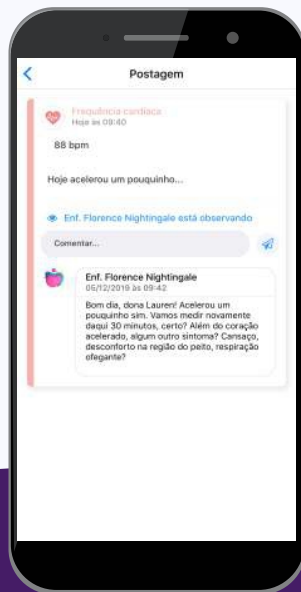 Postagem
Frequência cardíaca
Hoje às 09:40
88 bpm
Hoje acelerou um pouquinho...
Enf. Florence Nightingale está observando
Comentar...
Enf. Florence Nightingale
05/12/2019 às 09:42
Bom dia, dona Lauren! Acelerou um
pouquinho sim. Vamos medir novamente
daqui 30 minutos, certo? Além do coração
acelerado, algum outro sintoma? Cansaço,
desconforto na região do peito, respiração
ofegante?